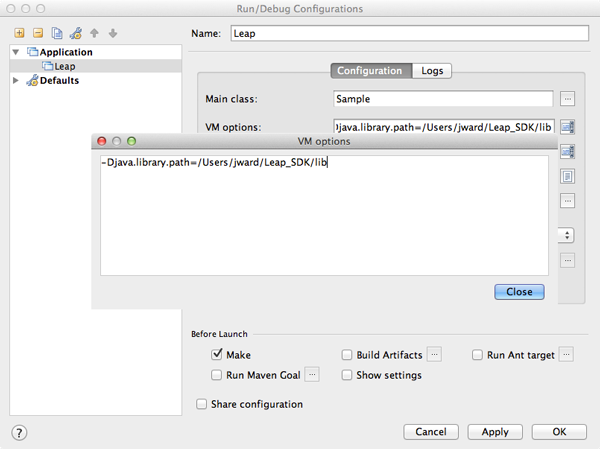 Run/Debug Configurations
Name: Leap
Application
Leap
Defaults
Configuration Logs
Main class: Sample
VM options: Djava.library.path=/Users/jward/Leap_SDK/lib
VM options
-Djava.library.path=/Users/jward/Leap_SDK/lib
Close
Before Launch
Make Build Artifacts ... Run Ant target ...
Run Maven Goal ... Show settings
Share configuration
? Cancel Apply OK